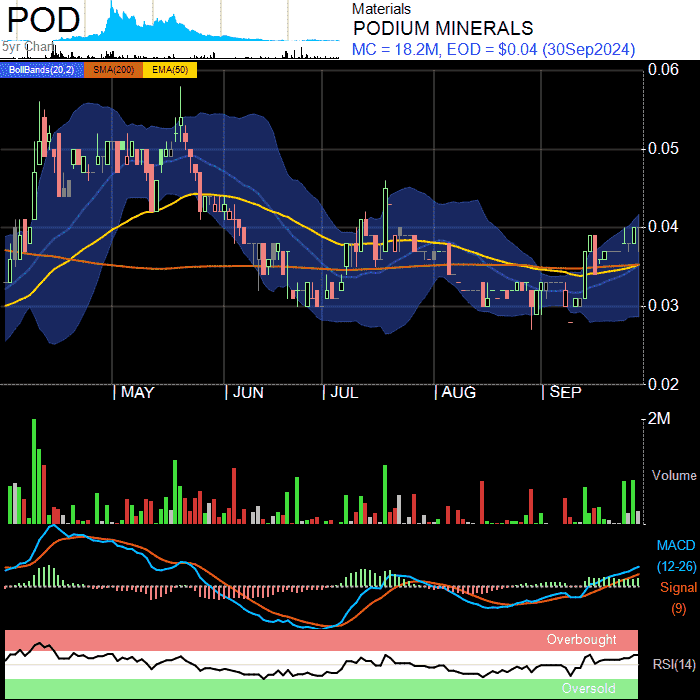 POD
5yr Chart
Materials
PODIUM MINERALS
MC = 18.2M, EOD = $0.04 (30Sep2024)
BollBands(20,2) SMA(200) EMA(50)
0.06
0.05
0.04
0.03
0.02
MAY JUN JUL AUG SEP
2M
Volume
MACD
(12-26)
Signal
(9)
Overbought
RSI(14)
Oversold